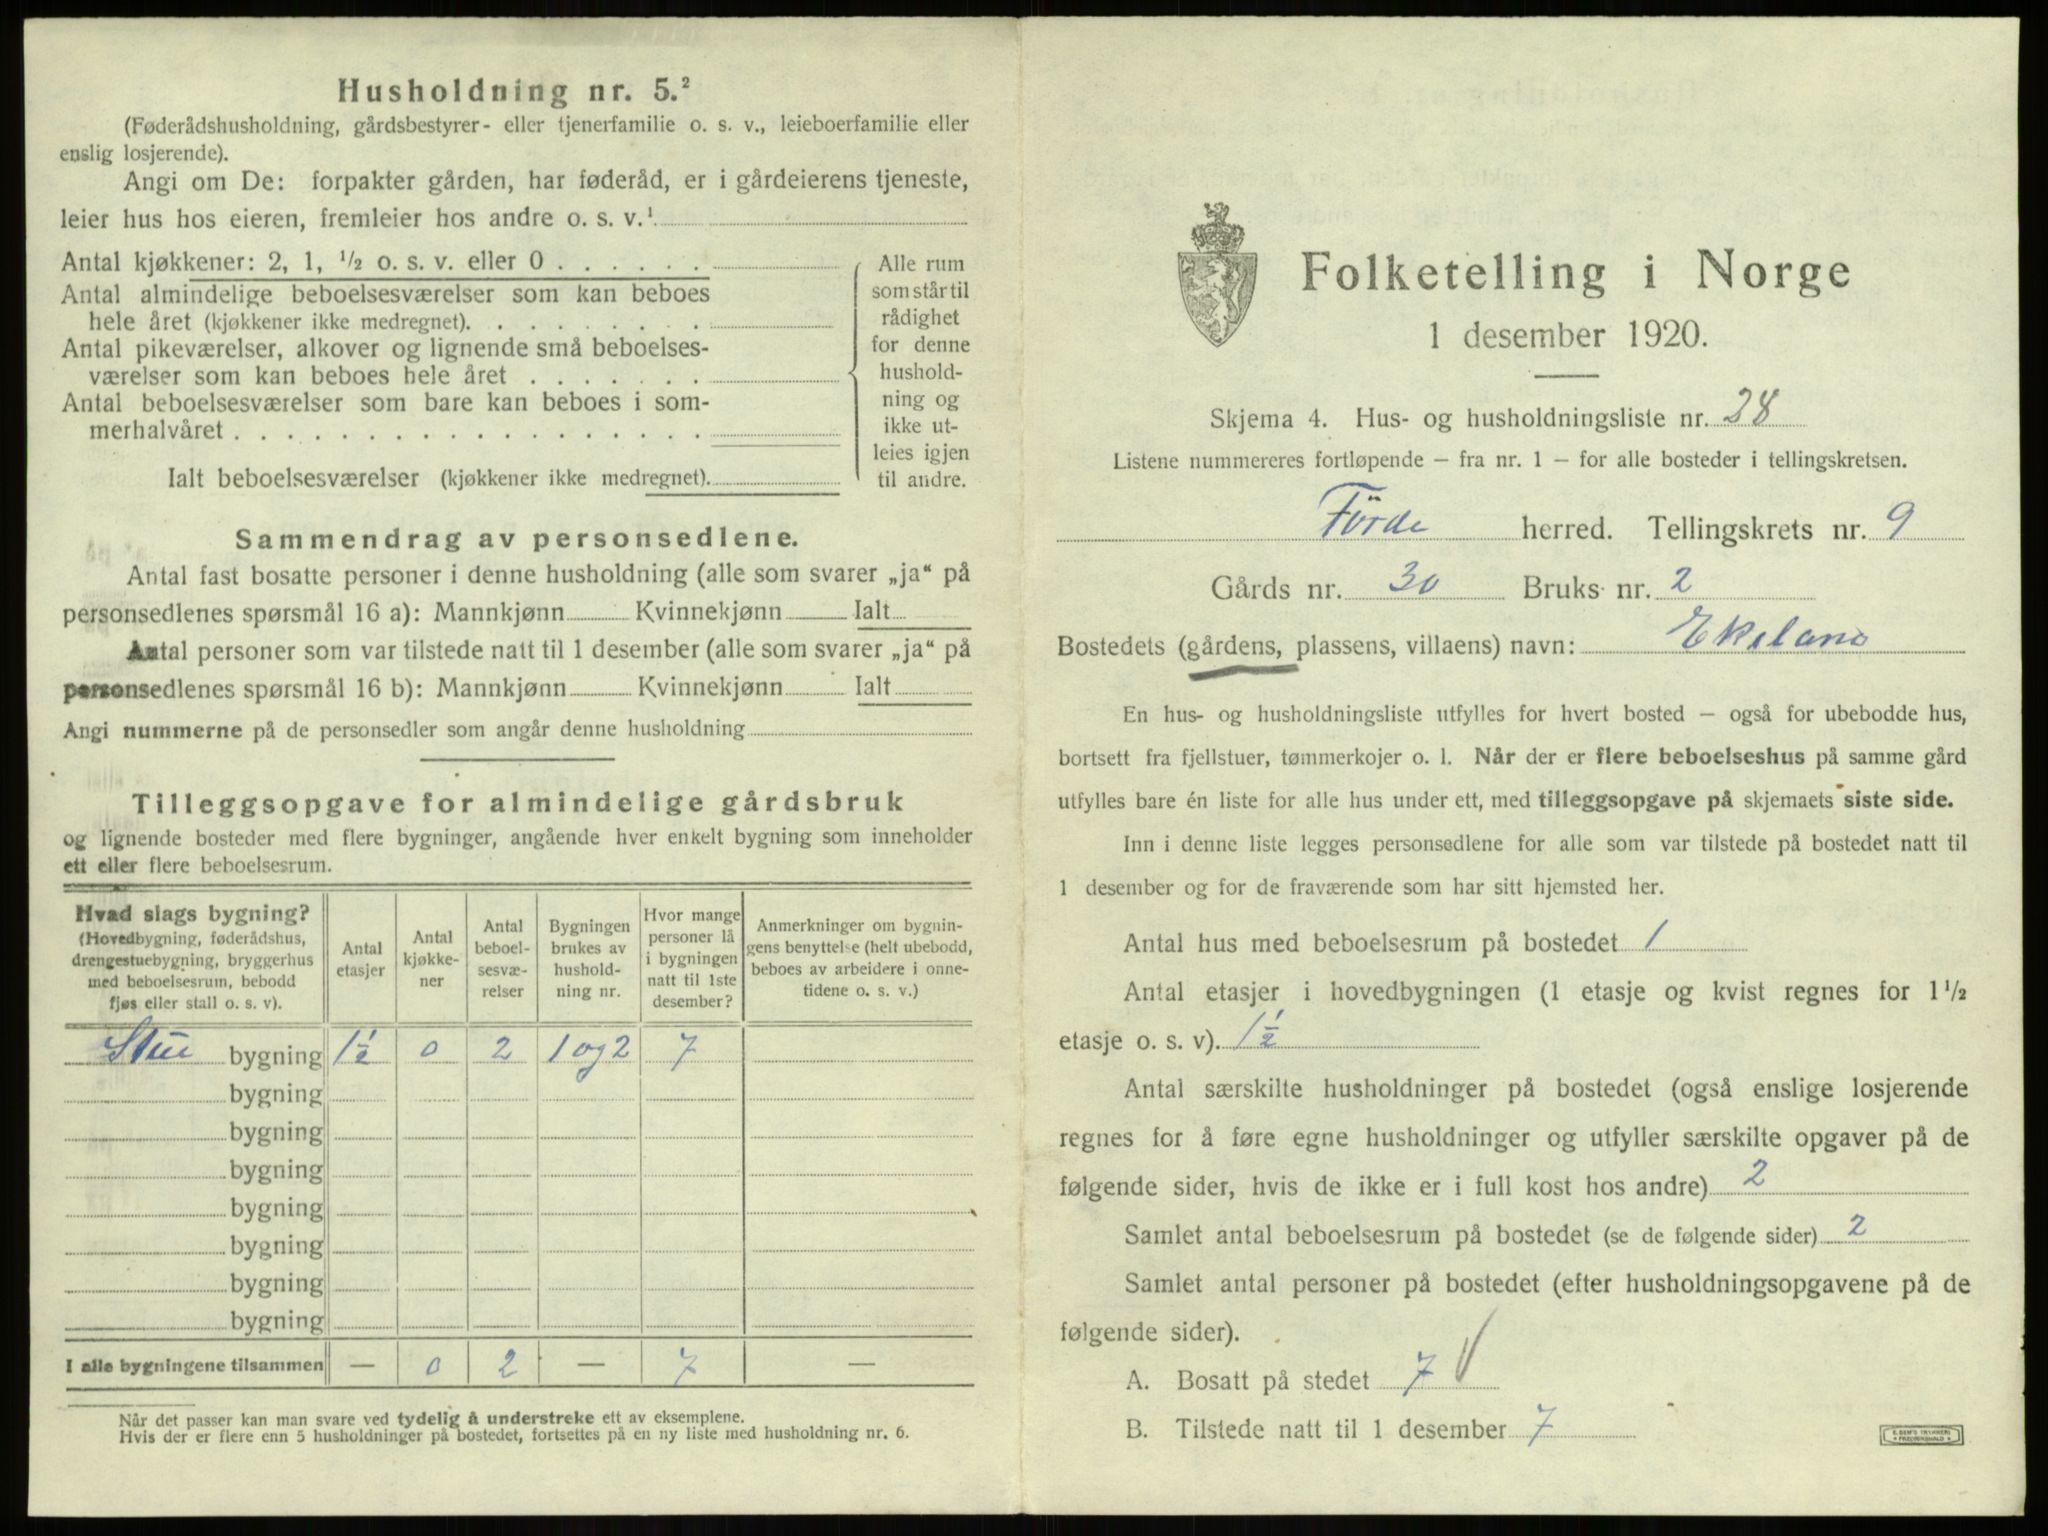 Husholdning nr. 5.²
(Føderådshusholdning, gårdsbestyrer- eller tjenerfamilie o. s. v., leieboerfamilie eller
enslig losjerende).
Angi om De: forpakter gården, har føderåd, er i gårdeierens tjeneste,
leier hus hos eieren, fremleier hos andre o. s. v.¹
Antal kjøkkener: 2, 1, ½ o. s. v. eller 0 . . . . . .
Antal almindelige beboelsesværelser som kan beboes
hele året (kjøkkener ikke medregnet). . . . . . . . .
Antal pikeværelser, alkover og lignende små beboelses-
værelser som kan beboes hele året . . . . . . .
Antal beboelsesværelser som bare kan beboes i som-
merhalvåret . . . . . . . . . . . . . . . . . .
Ialt beboelsesværelser (kjøkkener ikke medregnet).
Alle rum
som står til
rådighet
for denne
hushold-
ning og
ikke ut-
leies igjen
til andre.
Sammendrag av personsedlene.
Antal fast bosatte personer i denne husholdning (alle som svarer „ja“ på
personsedlenes spørsmål 16 a): Mannkjønn Kvinnekjønn Ialt
Antal personer som var tilstede natt til 1 desember (alle som svarer „ja“ på
personsedlenes spørsmål 16 b): Mannkjønn Kvinnekjønn Ialt
Angi nummerne på de personsedler som angår denne husholdning
Tilleggsopgave for almindelige gårdsbruk
og lignende bosteder med flere bygninger, angående hver enkelt bygning som inneholder
ett eller flere beboelsesrum.
Hvad slags bygning?
(Hovedbygning, føderådshus,
drengestuebygning, bryggerhus
med beboelsesrum, bebodd
fjøs eller stall o. s. v).
Antal
etasjer
Antal
kjøkke-
ner
Antal
beboel-
sesvæ-
relser
Bygningen
brukes av
hushold-
ning nr.
Hvor mange
personer lå
i bygningen
natt til 1ste
desember?
Anmerkninger om bygnin-
gens benyttelse (helt ubebodd,
beboes av arbeidere i onne-
tidene o. s. v.)
Stue bygning 1½ 0 2 1 og 2 7
bygning
bygning
bygning
bygning
bygning
bygning
bygning
I alle bygningene tilsammen — 0 2 — 7 —
Når det passer kan man svare ved tydelig å understreke ett av eksemplene.
Hvis der er flere enn 5 husholdninger på bostedet, fortsettes på en ny liste med husholdning nr. 6.
Folketelling i Norge
1 desember 1920.
Skjema 4. Hus- og husholdningsliste nr. 28
Listene nummereres fortløpende — fra nr. 1 — for alle bosteder i tellingskretsen.
Förde herred. Tellingskrets nr. 9
Gårds nr. 30 Bruks nr. 2
Bostedets (gårdens, plassens, villaens) navn: Ekeland
En hus- og husholdningsliste utfylles for hvert bosted — også for ubebodde hus,
bortsett fra fjellstuer, tømmerkojer o. l. Når der er flere beboelseshus på samme gård
utfylles bare én liste for alle hus under ett, med tilleggsopgave på skjemaets siste side.
Inn i denne liste legges personsedlene for alle som var tilstede på bostedet natt til
1 desember og for de fraværende som har sitt hjemsted her.
Antal hus med beboelsesrum på bostedet 1
Antal etasjer i hovedbygningen (1 etasje og kvist regnes for 1½
etasje o. s. v). 1½
Antal særskilte husholdninger på bostedet (også enslige losjerende
regnes for å føre egne husholdninger og utfyller særskilte opgaver på de
følgende sider, hvis de ikke er i full kost hos andre) 2
Samlet antal beboelsesrum på bostedet (se de følgende sider) 2
Samlet antal personer på bostedet (efter husholdningsopgavene på de
følgende sider).
A. Bosatt på stedet 7
B. Tilstede natt til 1 desember 7